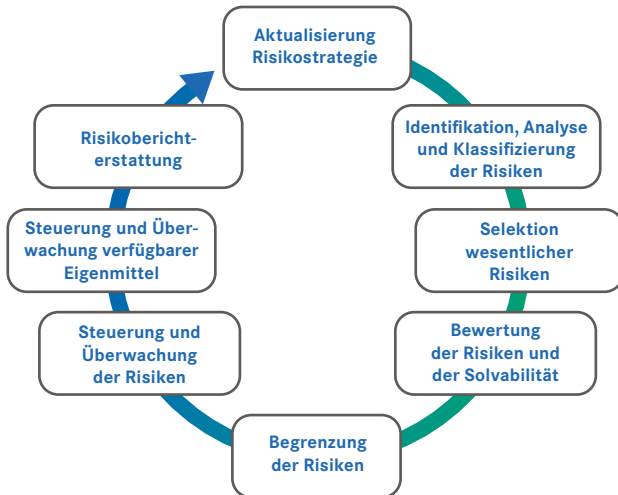 Aktualisierung
Risikostrategie
Identifikation, Analyse
und Klassifizierung
der Risiken
Selektion
wesentlicher
Risiken
Bewertung
der Risiken und
der Solvabilität
Begrenzung
der Risiken
Steuerung und
Überwachung
der Risiken
Steuerung und Über-
wachung verfügbarer
Eigenmittel
Risikobericht-
erstattung